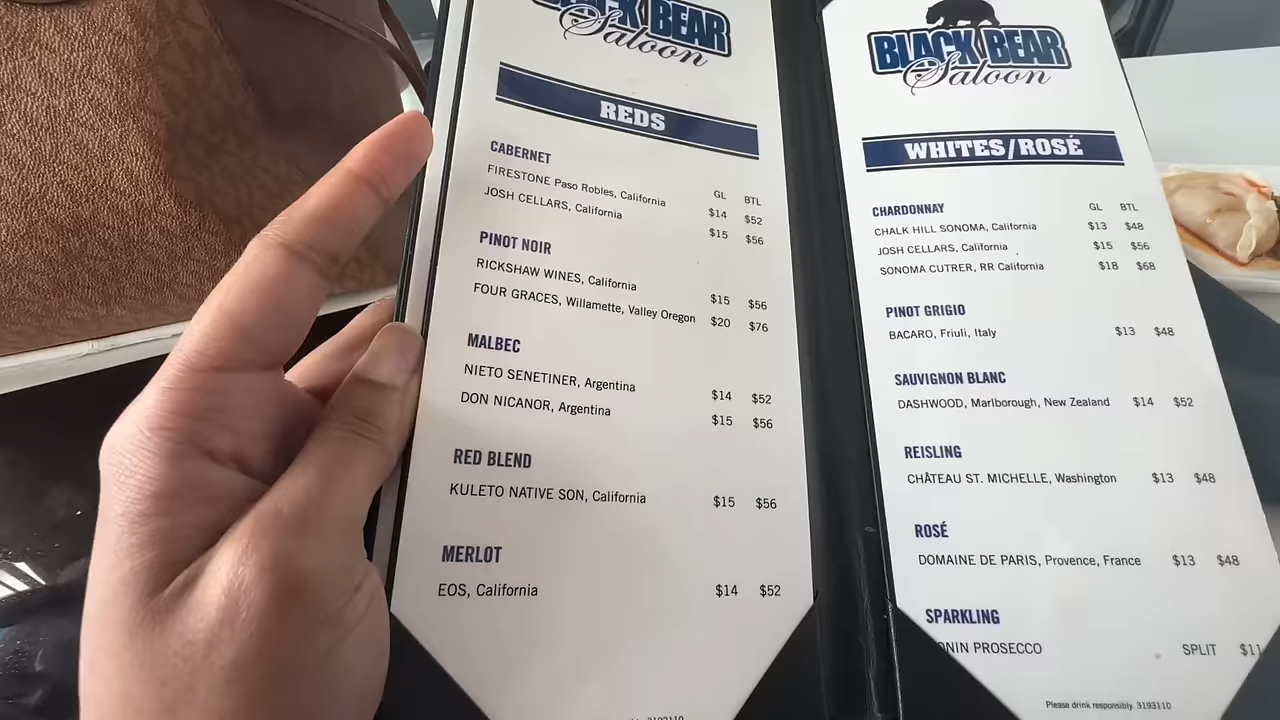 BLACK BEAR
Saloon
REDS
CABERNET
GL BTL
FIRESTONE Paso Robles, California $14 $52
JOSH CELLARS, California $15 $56
PINOT NOIR
RICKSHAW WINES, California $15 $56
FOUR GRACES, Willamette, Valley Oregon $20 $76
MALBEC
NIETO SENETINER, Argentina $14 $52
DON NICANOR, Argentina $15 $56
RED BLEND
KULETO NATIVE SON, California $15 $56
MERLOT
EOS, California $14 $52
BLACK BEAR
Saloon
WHITES/ROSÉ
CHARDONNAY GL BTL
CHALK HILL SONOMA, California $13 $48
JOSH CELLARS, California $15 $56
SONOMA CUTRER, RR California $18 $68
PINOT GRIGIO
BACARO, Friuli, Italy $13 $48
SAUVIGNON BLANC
DASHWOOD, Marlborough, New Zealand $14 $52
REISLING
CHÂTEAU ST. MICHELLE, Washington $13 $48
ROSÉ
DOMAINE DE PARIS, Provence, France $13 $48
SPARKLING
PROSECCO SPLIT $11
Please drink responsibly. 3193110